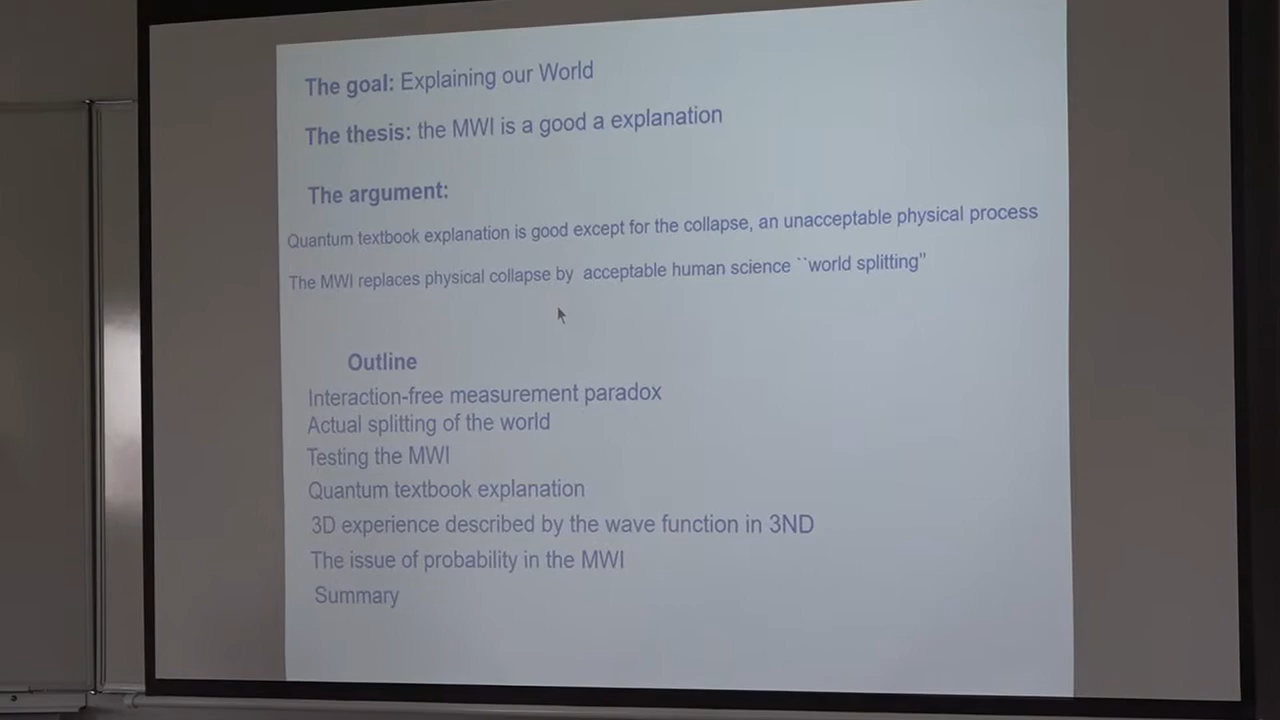 The goal: Explaining our World
The thesis: the MWI is a good a explanation
The argument:
Quantum textbook explanation is good except for the collapse, an unacceptable physical process
The MWI replaces physical collapse by acceptable human science ``world splitting''
Outline
Interaction-free measurement paradox
Actual splitting of the world
Testing the MWI
Quantum textbook explanation
3D experience described by the wave function in 3ND
The issue of probability in the MWI
Summary